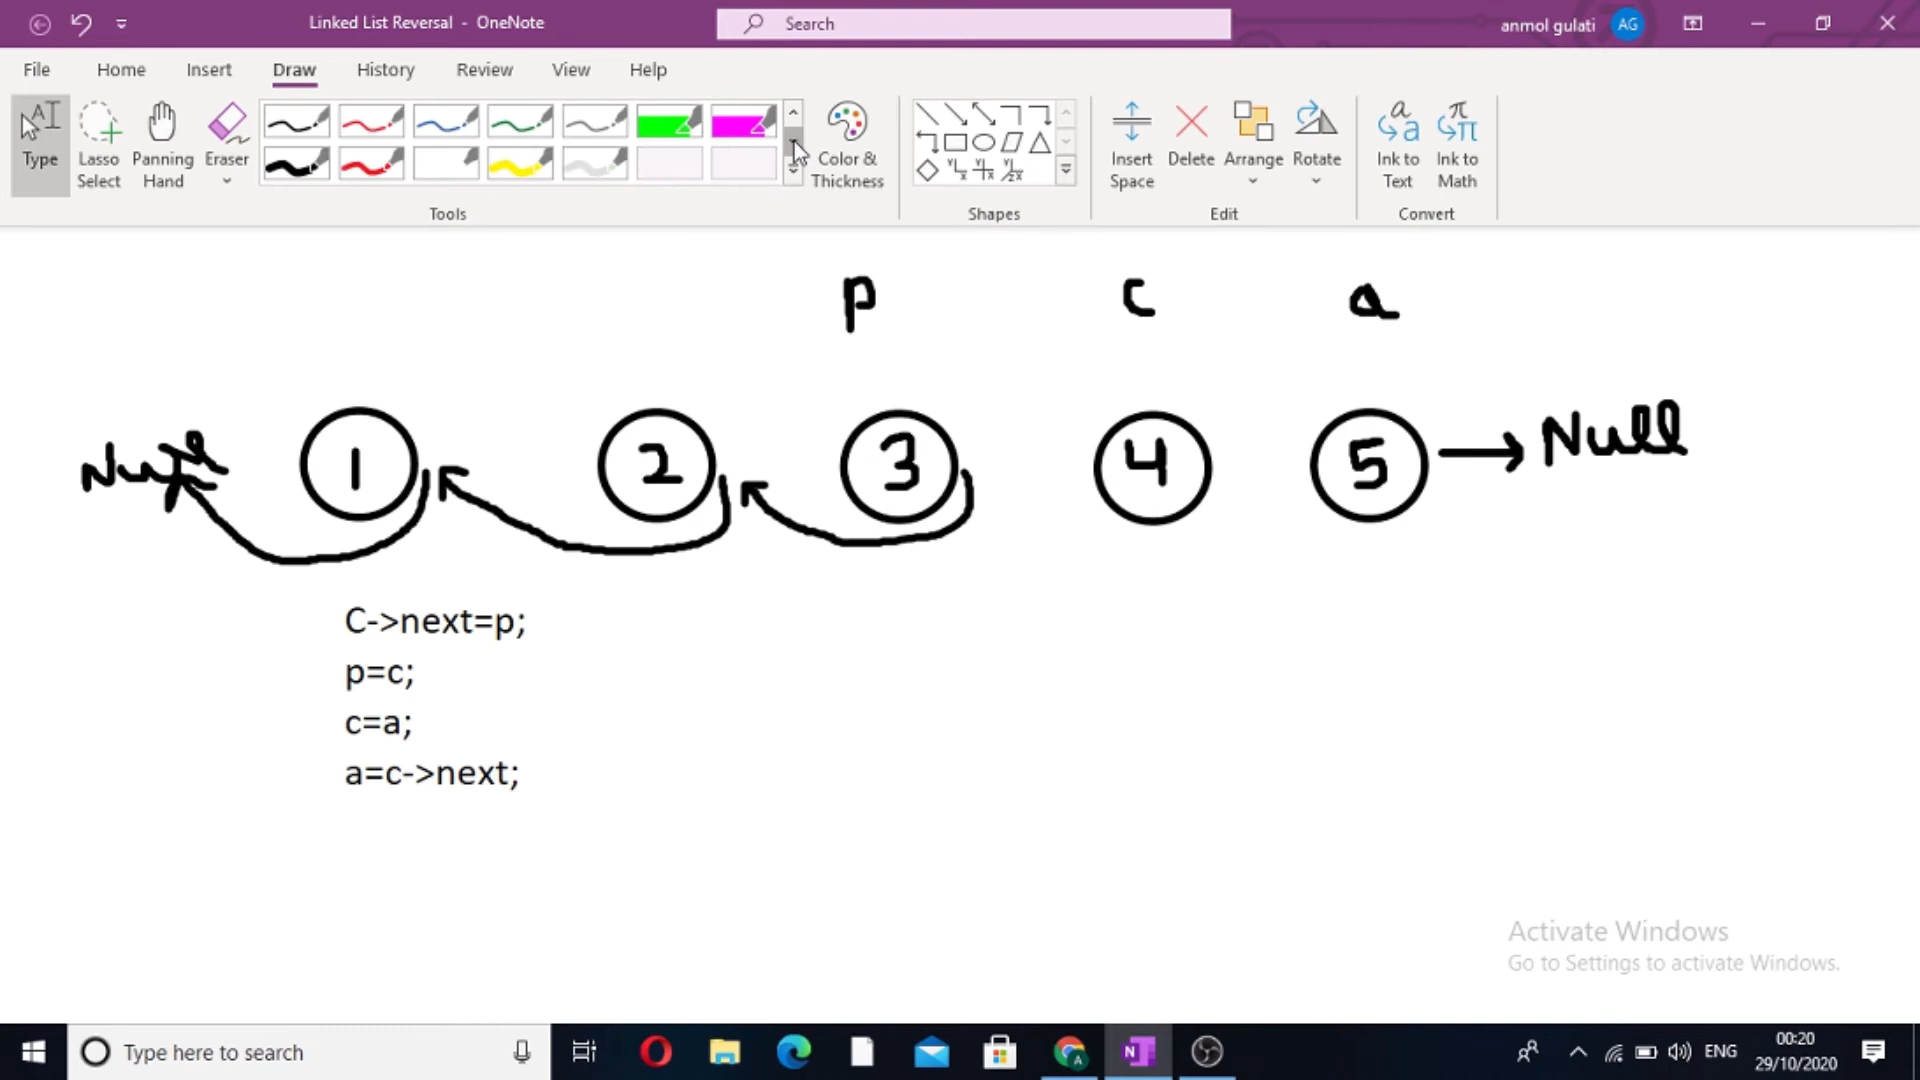 Linked List Reversal - OneNote
Search
anmol gulati
AG
File Home Insert Draw History Review View Help
Type
Lasso Select
Panning Hand
Eraser
Color & Thickness
Insert Space
Delete
Arrange
Rotate
Ink to Text
Ink to Math
Tools
Shapes
Edit
Convert
p c a
Null 1 2 3 4 5 Null
C->next=p;
p=c;
c=a;
a=c->next;
Activate Windows
Go to Settings to activate Windows.
Type here to search
ENG
00:20
29/10/2020